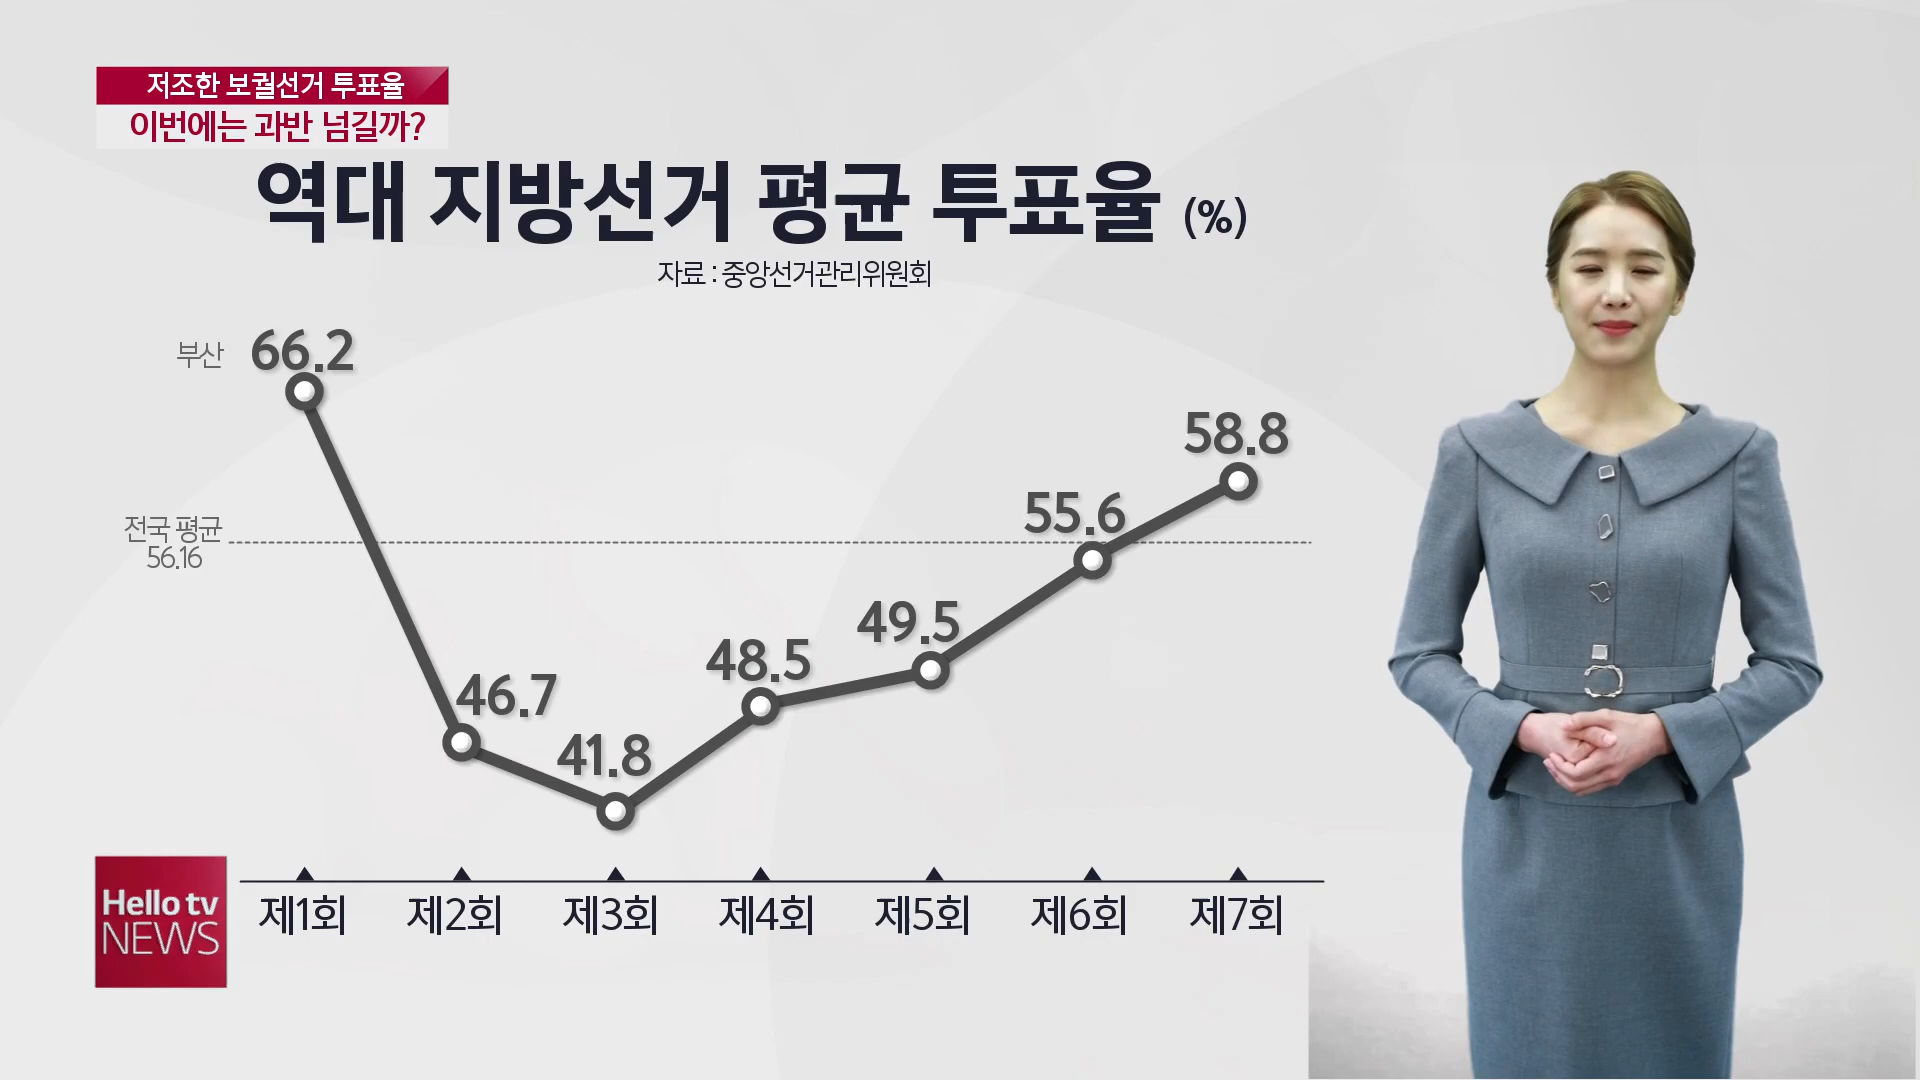 저조한 보궐선거 투표율
이번에는 과반 넘길까?
역대 지방선거 평균 투표율 (%)
자료 : 중앙선거관리위원회
부산
66.2
58.8
전국 평균
56.16
55.6
49.5
48.5
46.7
41.8
제1회 제2회 제3회 제4회 제5회 제6회 제7회
Hello tv
NEWS